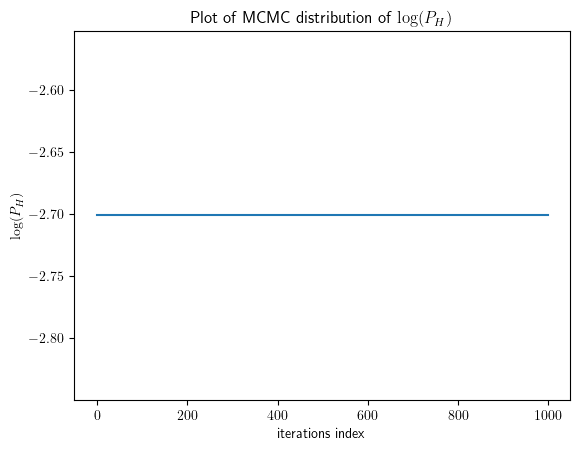 Plot of MCMC distribution of log(P_H)
−2.60
−2.65
−2.70
−2.75
−2.80
log(P_H)
0 200 400 600 800 1000
iterations index